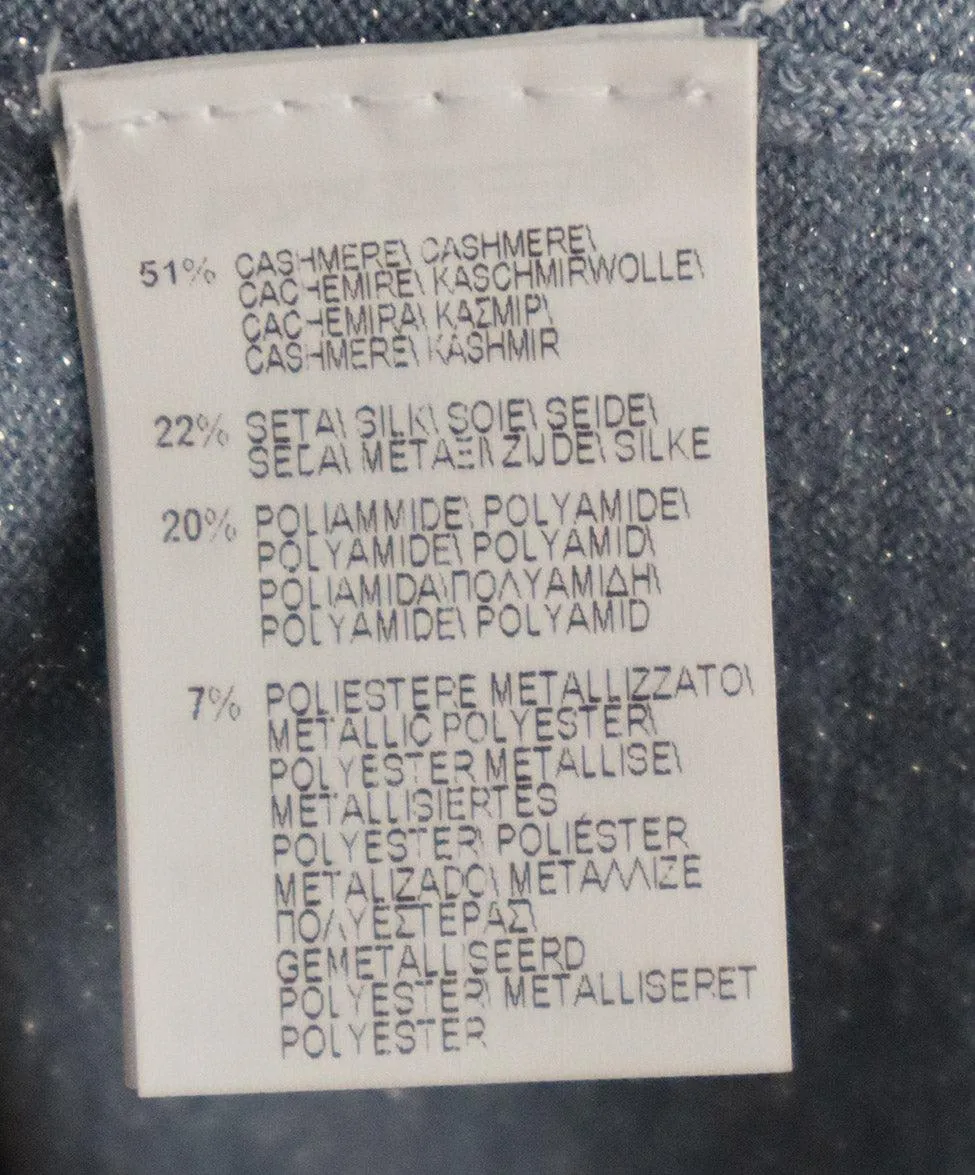 51% CASHMERE\ CASHMERE\
CACHEMIRE\ KASCHMIRWOLLE\
CACHEMIRA\ ΚΑΣΜΙΡ\
CASHMERE\ KASHMIR
22% SETA\ SILK\ SOIE\ SEIDE\
SEDA\ ΜΕΤΑΞΙ\ ZIJDE\ SILKE
20% POLIAMMIDE\ POLYAMIDE\
POLYAMIDE\ POLYAMID\
POLIAMIDA\ΠΟΛΥΑΜΙΔΗ\
POLYAMIDE\ POLYAMID
7% POLIESTERE METALLIZZATO\
METALLIC POLYESTER\
POLYESTER METALLISE\
METALLISIERTES
POLYESTER\ POLIÉSTER
METALIZADO\ ΜΕΤΑΛΛΙΖΕ
ΠΟΛΥΕΣΤΕΡΑΣ\
GEMETALLISEERD
POLYESTER\ METALLISERET
POLYESTER